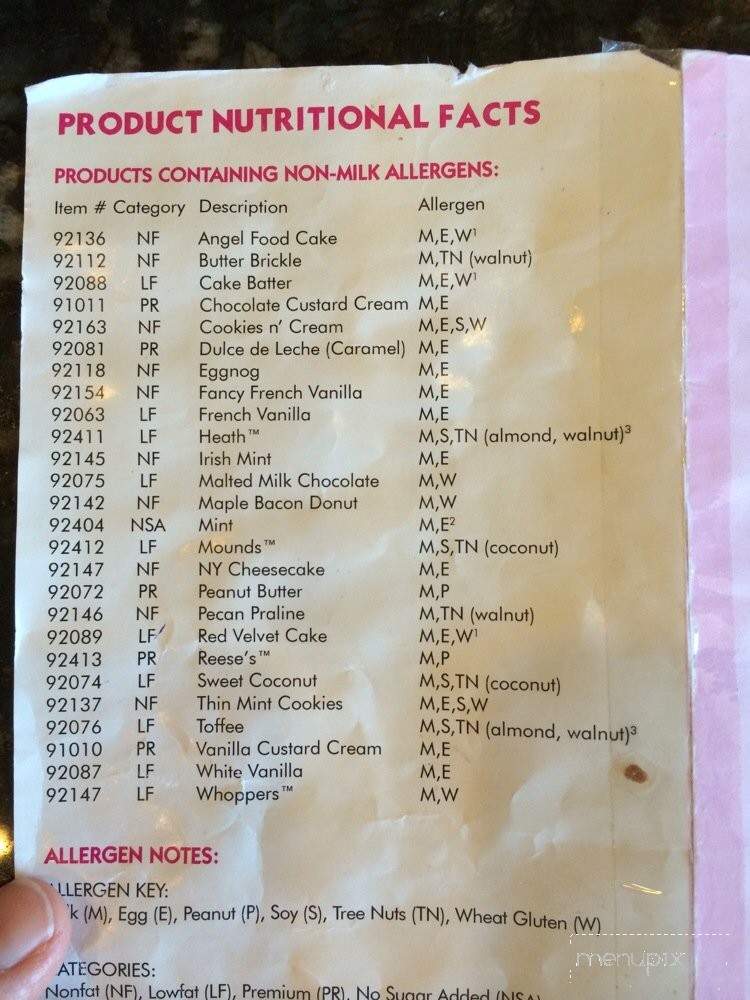 PRODUCT NUTRITIONAL FACTS
PRODUCTS CONTAINING NON-MILK ALLERGENS:
Item # Category Description Allergen
92136 NF Angel Food Cake M,E,W¹
92112 NF Butter Brickle M,TN (walnut)
92088 LF Cake Batter M,E,W¹
91011 PR Chocolate Custard Cream M,E
92163 NF Cookies n' Cream M,E,S,W
92081 PR Dulce de Leche (Caramel) M,E
92118 NF Eggnog M,E
92154 NF Fancy French Vanilla M,E
92063 LF French Vanilla M,E
92411 LF Heath™ M,S,TN (almond, walnut)³
92145 NF Irish Mint M,E
92075 LF Malted Milk Chocolate M,W
92142 NF Maple Bacon Donut M,W
92404 NSA Mint M,E²
92412 LF Mounds™ M,S,TN (coconut)
92147 NF NY Cheesecake M,E
92072 PR Peanut Butter M,P
92146 NF Pecan Praline M,TN (walnut)
92089 LF Red Velvet Cake M,E,W¹
92413 PR Reese's™ M,P
92074 LF Sweet Coconut M,S,TN (coconut)
92137 NF Thin Mint Cookies M,E,S,W
92076 LF Toffee M,S,TN (almond, walnut)³
91010 PR Vanilla Custard Cream M,E
92087 LF White Vanilla M,E
92147 LF Whoppers™ M,W
ALLERGEN NOTES:
LLERGEN KEY:
k (M), Egg (E), Peanut (P), Soy (S), Tree Nuts (TN), Wheat Gluten (W)
ATEGORIES:
Nonfat (NF), Lowfat (LF), Premium (PR), No Sugar Added (NSA)
menupix